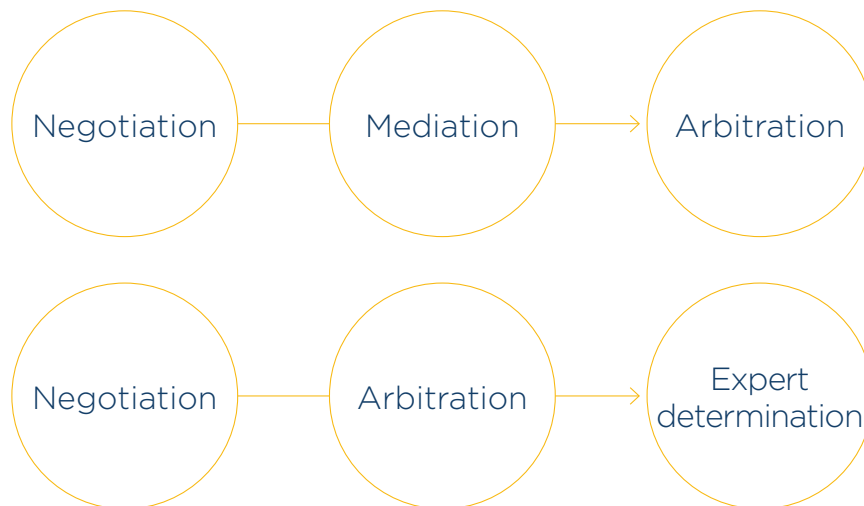 Negotiation
Mediation
Arbitration
Negotiation
Arbitration
Expert
determination